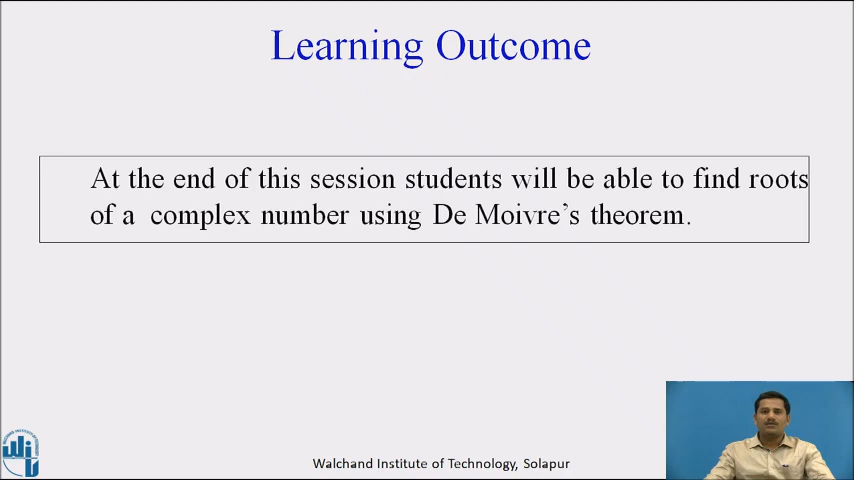 Learning Outcome
At the end of this session students will be able to find roots
of a complex number using De Moivre's theorem.
Walchand Institute of Technology, Solapur